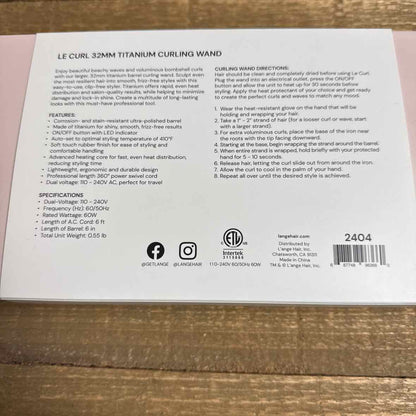 LE CURL 32MM TITANIUM CURLING WAND
Enjoy beautiful beachy waves and voluminous bombshell curls
with our larger, 32mm titanium barrel curling wand. Sculpt even
the most resilient hair into smooth, frizz-free results with this
easy-to-use, clip-free styler. Titanium offers rapid, even heat
distribution and salon-quality results, while helping to minimize
damage and lock-in shine. Create a multitude of long-lasting
looks with this must-have professional tool.
FEATURES:
• Corrosion- and stain-resistant ultra-polished barrel
• Made of titanium for shiny, smooth, frizz-free results
• ON/OFF button with LED indicator
• Auto-set to optimal styling temperature of 410°F
• Soft touch rubber finish for ease of styling and
comfortable handling
• Advanced heating core for fast, even heat distribution,
reducing styling time
• Lightweight, ergonomic and durable design
• Professional length 360° power swivel cord
• Dual voltage: 110 - 240V AC, perfect for travel
SPECIFICATIONS
• Dual-Voltage: 110 - 240V
• Frequency (Hz) 60/50Hz
• Rated Wattage: 60W
• Length of A.C. Cord: 6 ft
• Length of Barrel: 6 in
• Total Unit Weight: 0.55 lb
CURLING WAND DIRECTIONS:
Hair should be clean and completely dried before using Le Curl.
Plug the wand into an electrical outlet, press the ON/OFF
button and allow the unit to heat up for 30 seconds before
styling. Apply the heat protectant of your choice and get ready
to create the perfect curls and waves to match any mood.
1. Wear the heat-resistant glove on the hand that will be
holding and wrapping your hair.
2. Take a 1" - 2" strand of hair (for a looser curl or wave, start
with a larger strand).
3. For extra voluminous curls, place the base of the iron near
the roots with the tip facing downward.
4. Starting at the base, begin wrapping the strand around the barrel.
5. When entire strand is wrapped, hold briefly with your protected
hand for 5 - 10 seconds.
6. Release hair, letting the curl slide out from around the iron.
7. Allow the curl to cool in the palm of your hand.
8. Repeat all over until the desired style is achieved.
@GETLANGE
@LANGEHAIR
ETL
Intertek
110-240V 60/50Hz 60W
langehair.com
Distributed by
L'ange Hair, Inc.
Chatsworth, CA 91311
Made in China
TM & © L'ange Hair, Inc.
2404